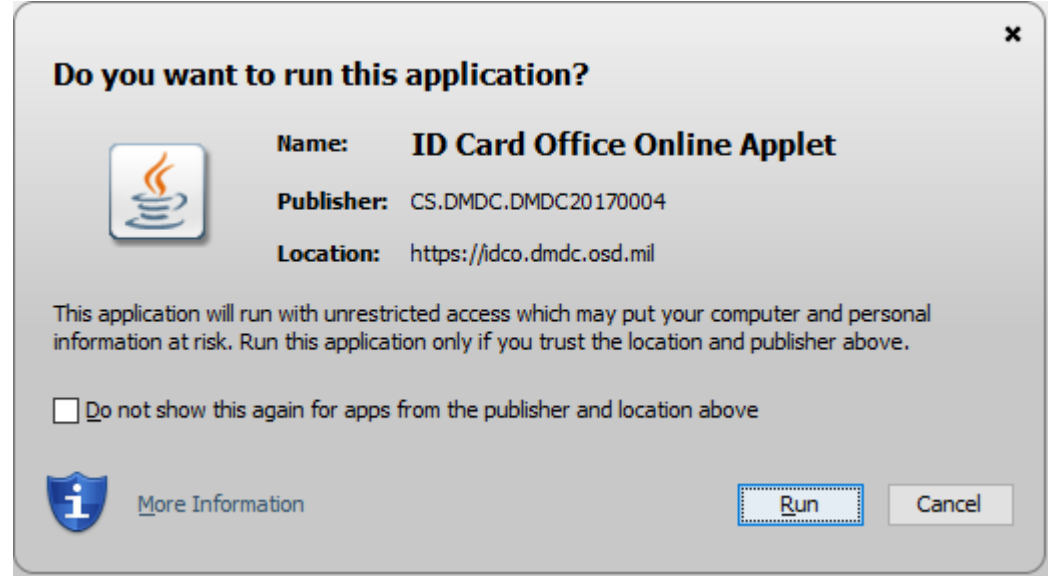 Do you want to run this application?
Name: ID Card Office Online Applet
Publisher: CS.DMDC.DMDC20170004
Location: https://idco.dmdc.osd.mil
This application will run with unrestricted access which may put your computer and personal
information at risk. Run this application only if you trust the location and publisher above.
Do not show this again for apps from the publisher and location above
More Information
Run Cancel